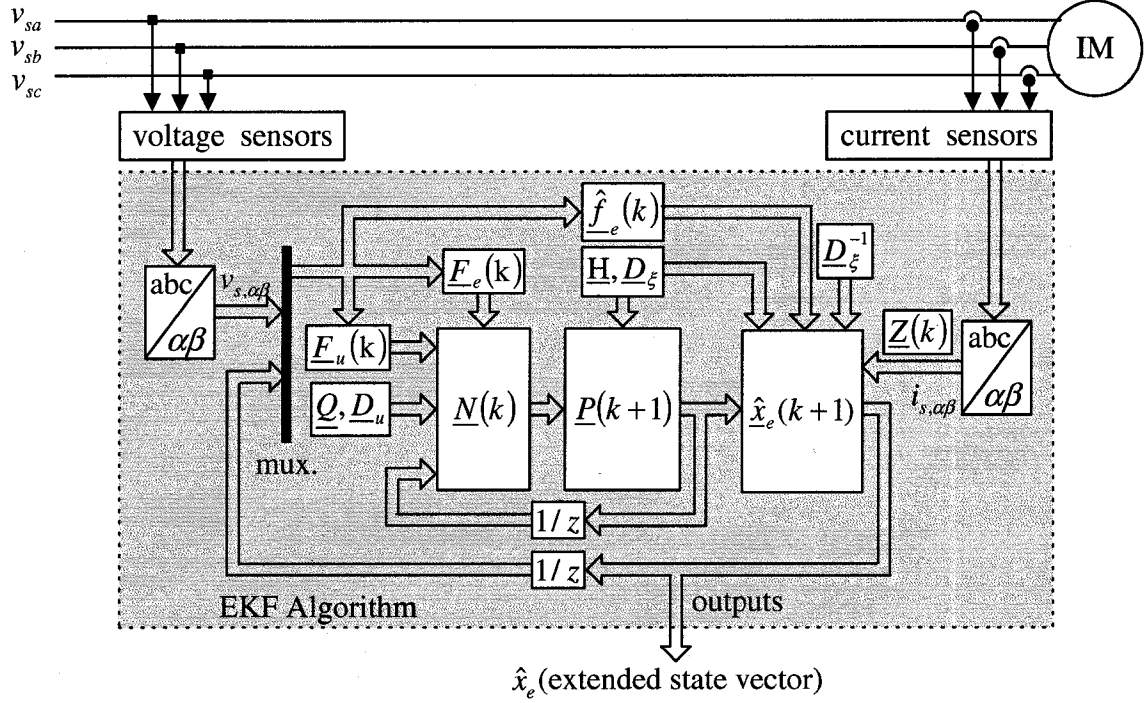 v_sa
v_sb
v_sc
IM
voltage sensors
current sensors
f̂_e(k)
F_e(k)
H, D_ξ
D_ξ^-1
abc
αβ
v_s,αβ
F_u(k)
Z(k)
abc
αβ
i_s,αβ
Q, D_u
N(k)
P(k+1)
x̂_e(k+1)
mux.
1/z
1/z
EKF Algorithm
outputs
x̂_e(extended state vector)